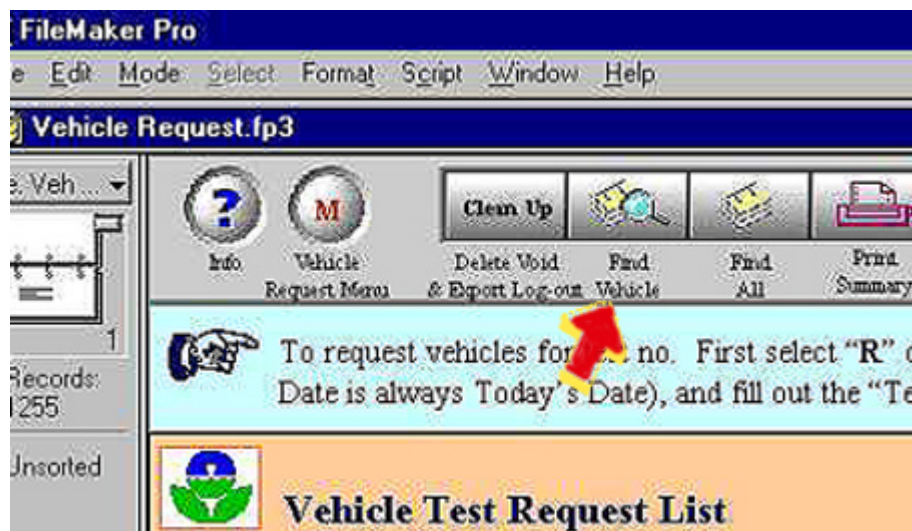 FileMaker Pro
e Edit Mode Select Format Script Window Help
Vehicle Request.fp3
e, Veh ...
? M Clean Up
Info Vehicle Request Menu Delete Void & Export Log-out Find Vehicle Find All Print Summary
1
To request vehicles for no. First select "R"
Records:
1255
Date is always Today's Date), and fill out the "Te
Unsorted
Vehicle Test Request List